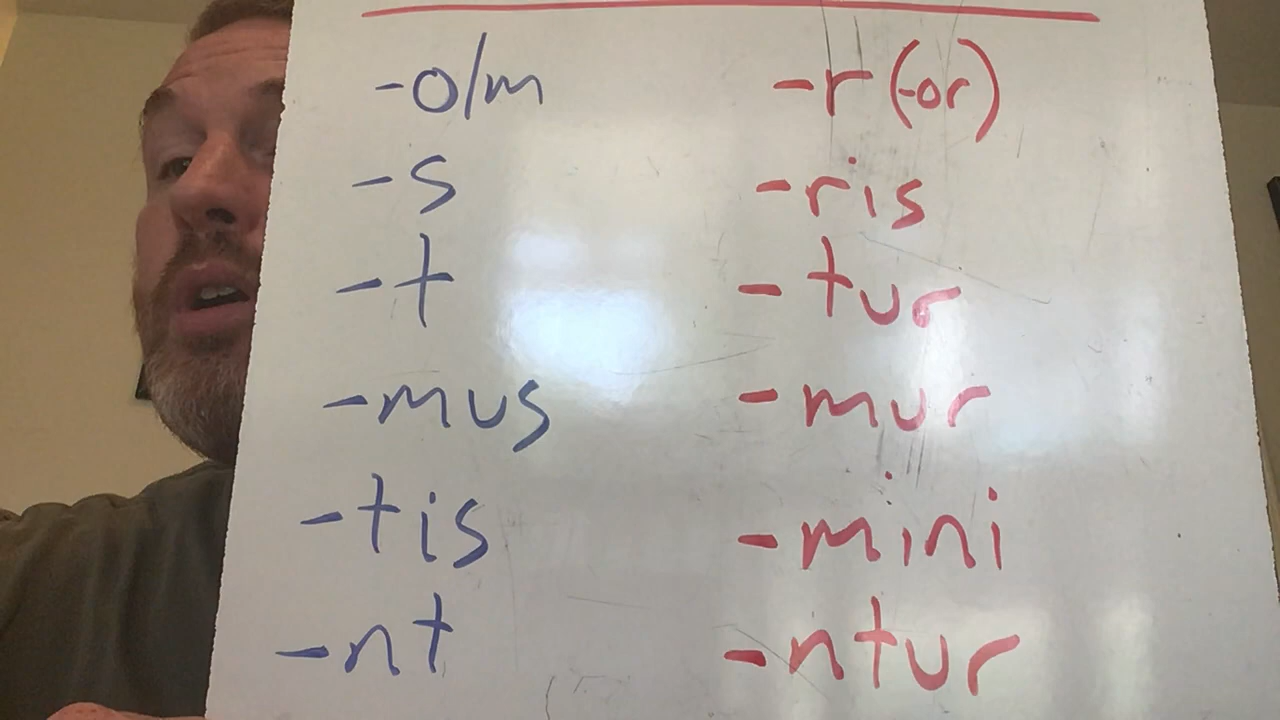 -o/m -r (-or)
-s -ris
-t -tur
-mus -mur
-tis -mini
-nt -ntur